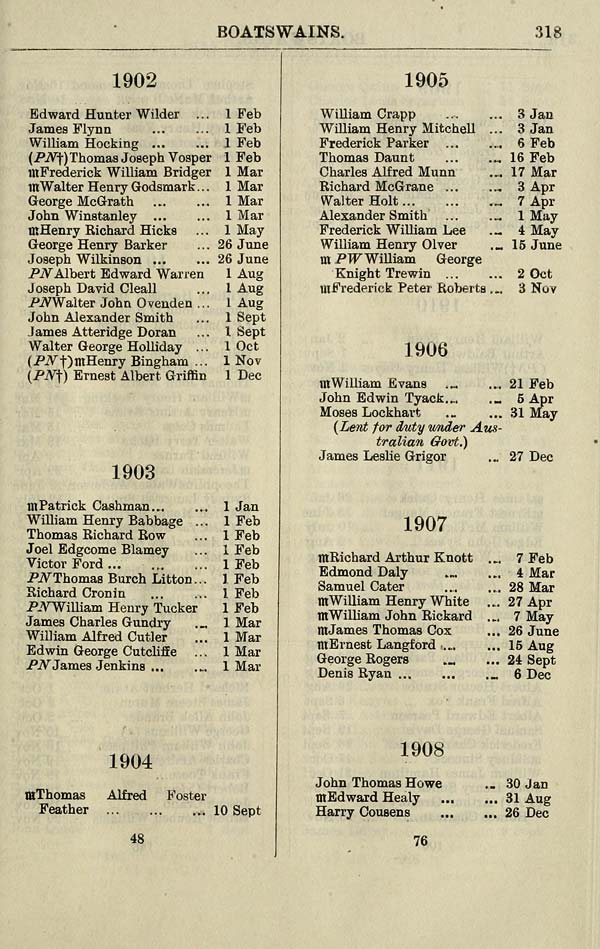 BOATSWAINS. 318
1902
Edward Hunter Wilder ... 1 Feb
James Flynn ... ... 1 Feb
William Hocking ... ... 1 Feb
(PN†)Thomas Joseph Vosper 1 Feb
mFrederick William Bridger 1 Mar
mWalter Henry Godsmark... 1 Mar
George McGrath ... ... 1 Mar
John Winstanley ... ... 1 Mar
mHenry Richard Hicks ... 1 May
George Henry Barker ... 26 June
Joseph Wilkinson ... ... 26 June
PNAlbert Edward Warren 1 Aug
Joseph David Cleall ... 1 Aug
PNWalter John Ovenden ... 1 Aug
John Alexander Smith ... 1 Sept
James Atteridge Doran ... 1 Sept
Walter George Holliday ... 1 Oct
(PN†)mHenry Bingham ... 1 Nov
(PN†) Ernest Albert Griffin 1 Dec
1903
mPatrick Cashman... ... 1 Jan
William Henry Babbage ... 1 Feb
Thomas Richard Row ... 1 Feb
Joel Edgcome Blamey ... 1 Feb
Victor Ford ... ... ... 1 Feb
PNThomas Burch Litton... 1 Feb
Richard Cronin ... ... 1 Feb
PNWilliam Henry Tucker 1 Feb
James Charles Gundry ... 1 Mar
William Alfred Cutler ... 1 Mar
Edwin George Cutcliffe ... 1 Mar
PNJames Jenkins ... ... 1 Mar
1904
mThomas Alfred Foster
Feather ... ... ... 10 Sept
48
1905
William Crapp ... ... 3 Jan
William Henry Mitchell ... 3 Jan
Frederick Parker ... ... 6 Feb
Thomas Daunt ... ... 16 Feb
Charles Alfred Munn ... 17 Mar
Richard McGrane ... ... 3 Apr
Walter Holt ... ... ... 7 Apr
Alexander Smith ... ... 1 May
Frederick William Lee ... 4 May
William Henry Olver ... 15 June
m PWWilliam George
Knight Trewin ... ... 2 Oct
mFrederick Peter Roberts... 3 Nov
1906
mWilliam Evans ... ... 21 Feb
John Edwin Tyack... ... 5 Apr
Moses Lockhart ... ... 31 May
(Lent for duty under Aus-
tralian Govt.)
James Leslie Grigor ... 27 Dec
1907
mRichard Arthur Knott ... 7 Feb
Edmond Daly ... ... 4 Mar
Samuel Cater ... ... 28 Mar
mWilliam Henry White ... 27 Apr
mWilliam John Rickard ... 7 May
mJames Thomas Cox ... 26 June
mErnest Langford ... ... 15 Aug
George Rogers ... ... 24 Sept
Denis Ryan ... ... ... 6 Dec
1908
John Thomas Howe ... 30 Jan
mEdward Healy ... ... 31 Aug
Harry Cousens ... ... 26 Dec
76